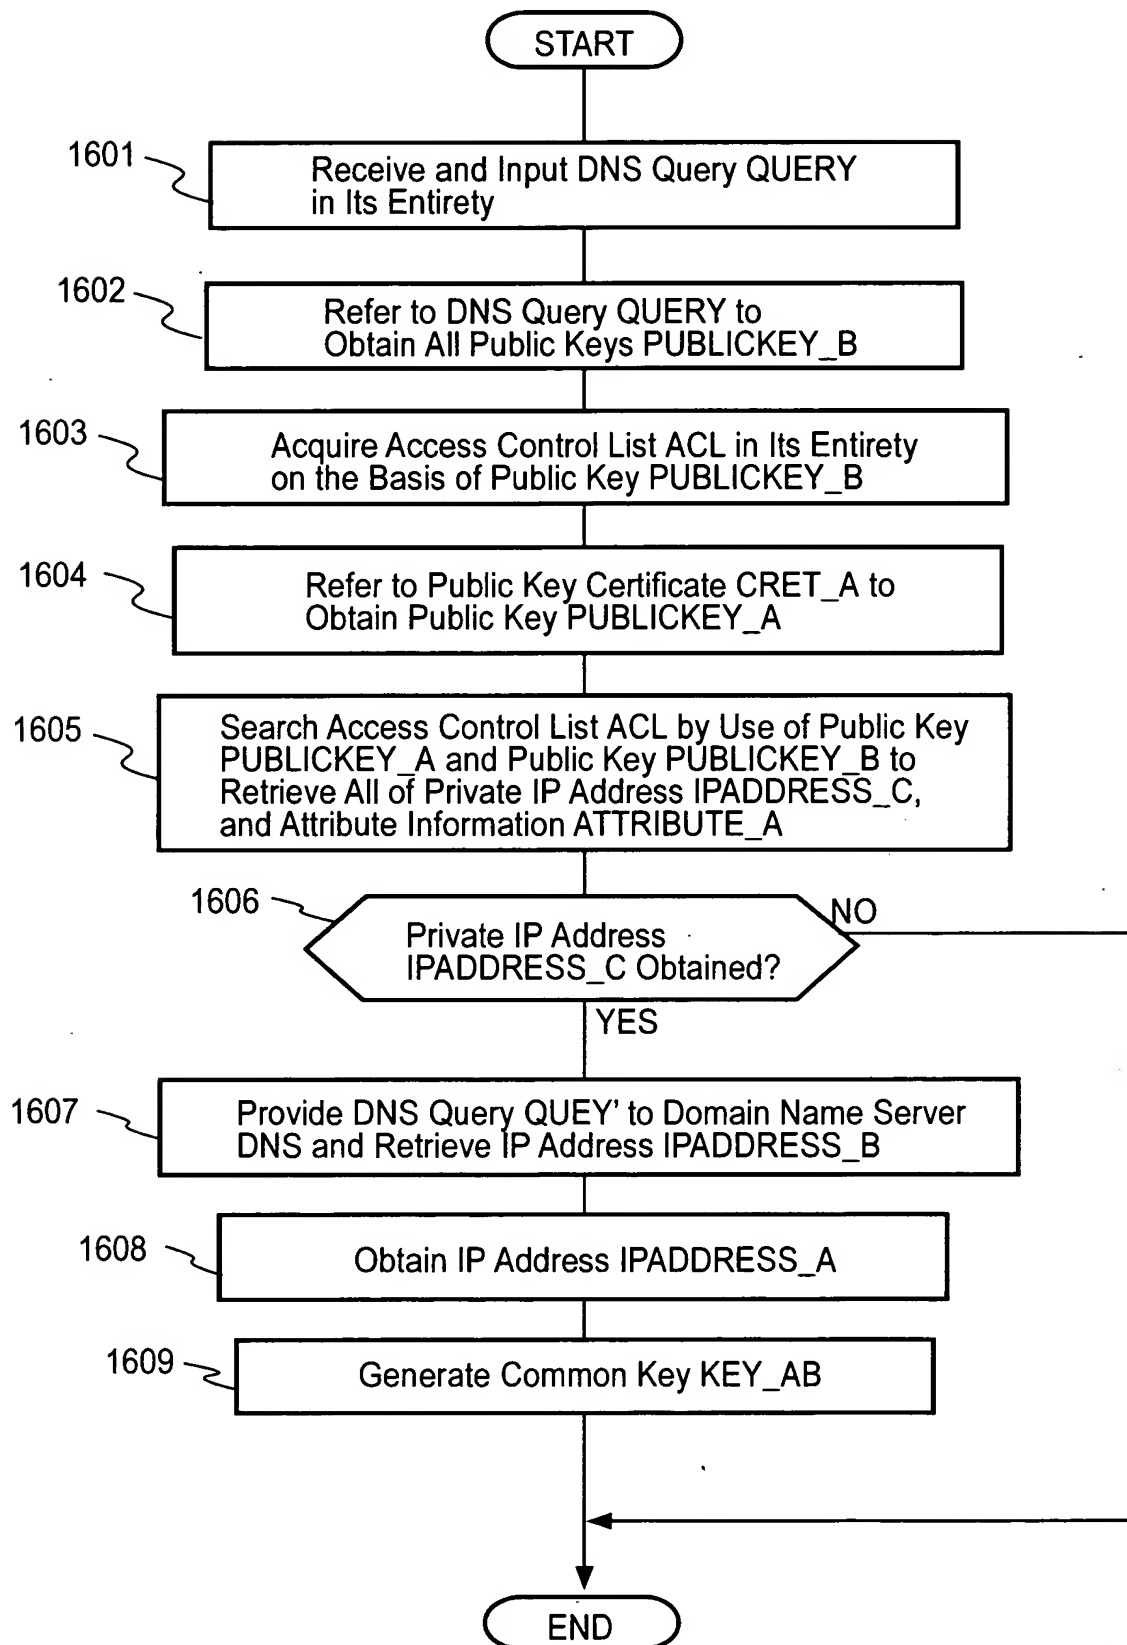 START
1601
Receive and Input DNS Query QUERY
in Its Entirety
1602
Refer to DNS Query QUERY to
Obtain All Public Keys PUBLICKEY_B
1603
Acquire Access Control List ACL in Its Entirety
on the Basis of Public Key PUBLICKEY_B
1604
Refer to Public Key Certificate CRET_A to
Obtain Public Key PUBLICKEY_A
1605
Search Access Control List ACL by Use of Public Key
PUBLICKEY_A and Public Key PUBLICKEY_B to
Retrieve All of Private IP Address IPADDRESS_C,
and Attribute Information ATTRIBUTE_A
1606
Private IP Address
IPADDRESS_C Obtained?
NO
YES
1607
Provide DNS Query QUEY' to Domain Name Server
DNS and Retrieve IP Address IPADDRESS_B
1608
Obtain IP Address IPADDRESS_A
1609
Generate Common Key KEY_AB
END